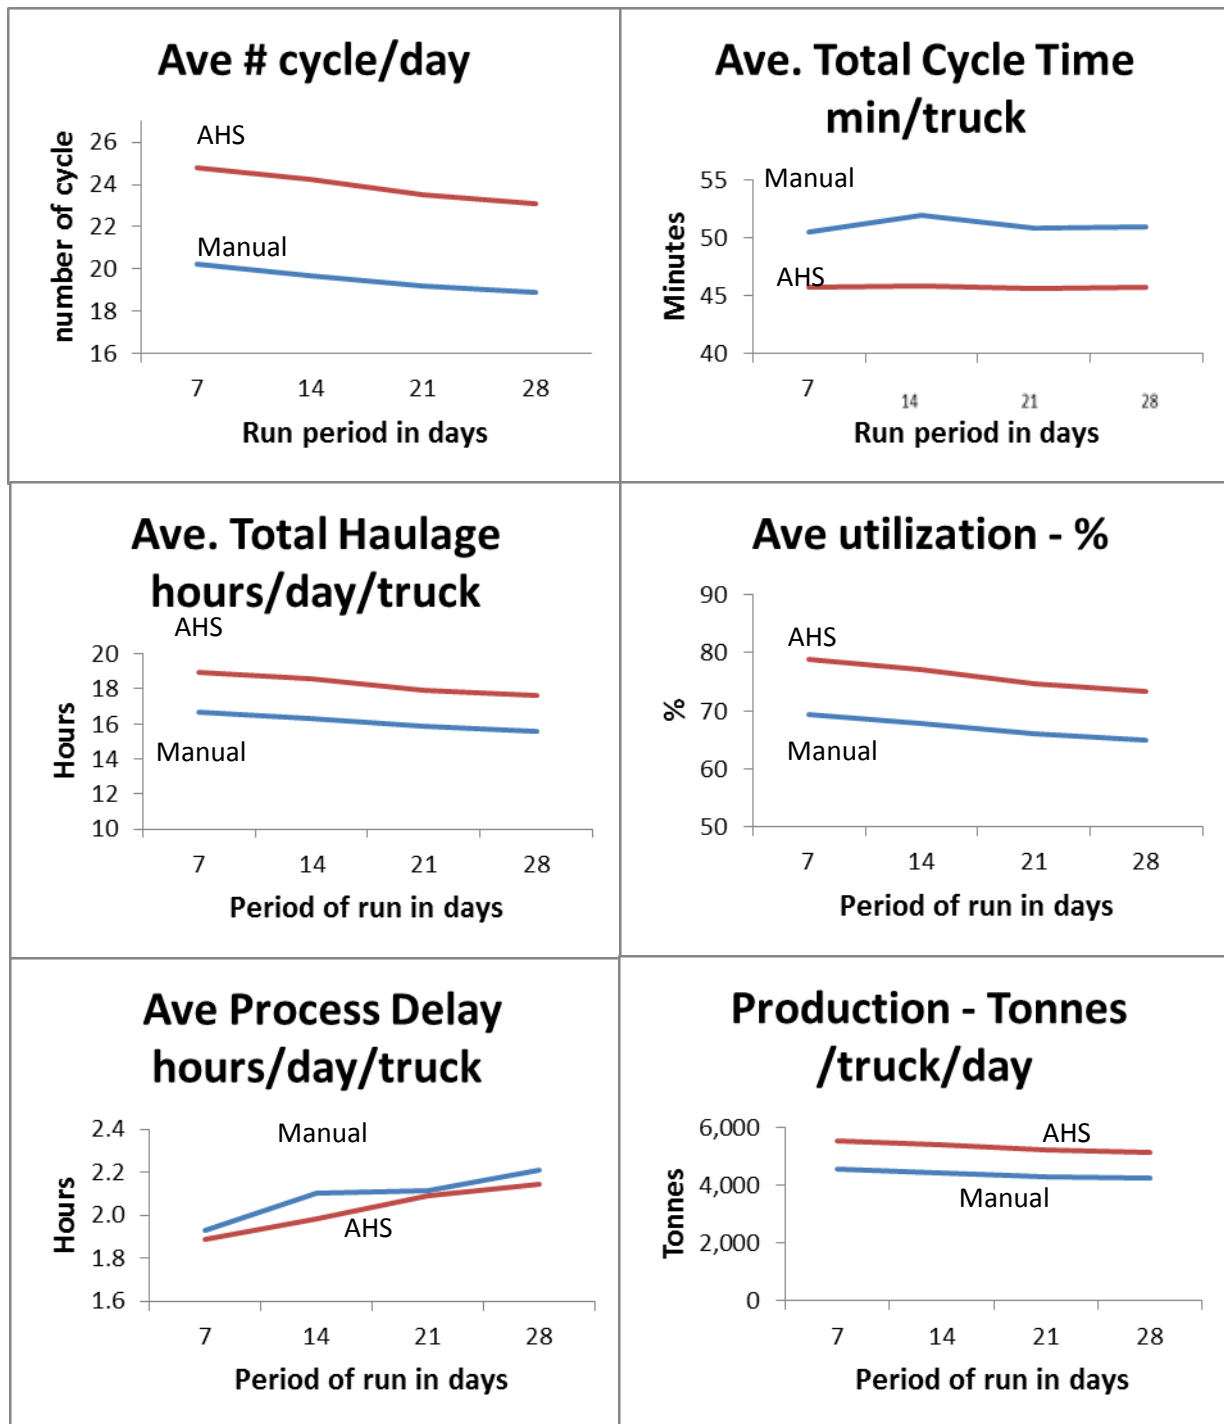 Ave # cycle/day
number of cycle
26
24
22
20
18
16
AHS
Manual
7 14 21 28
Run period in days
Ave. Total Cycle Time
min/truck
Minutes
55
50
45
40
Manual
AHS
7 14 21 28
Run period in days
Ave. Total Haulage
hours/day/truck
Hours
20
18
16
14
12
10
AHS
Manual
7 14 21 28
Period of run in days
Ave utilization - %
%
90
80
70
60
50
AHS
Manual
7 14 21 28
Period of run in days
Ave Process Delay
hours/day/truck
Hours
2.4
2.2
2.0
1.8
1.6
Manual
AHS
7 14 21 28
Period of run in days
Production - Tonnes
/truck/day
Tonnes
6,000
4,000
2,000
0
AHS
Manual
7 14 21 28
Period of run in days